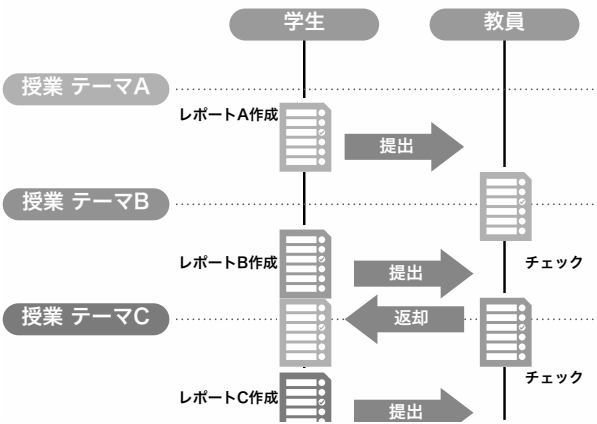 学生
教員
授業 テーマA
レポートA作成
提出
授業 テーマB
レポートB作成
提出
チェック
授業 テーマC
返却
チェック
レポートC作成
提出